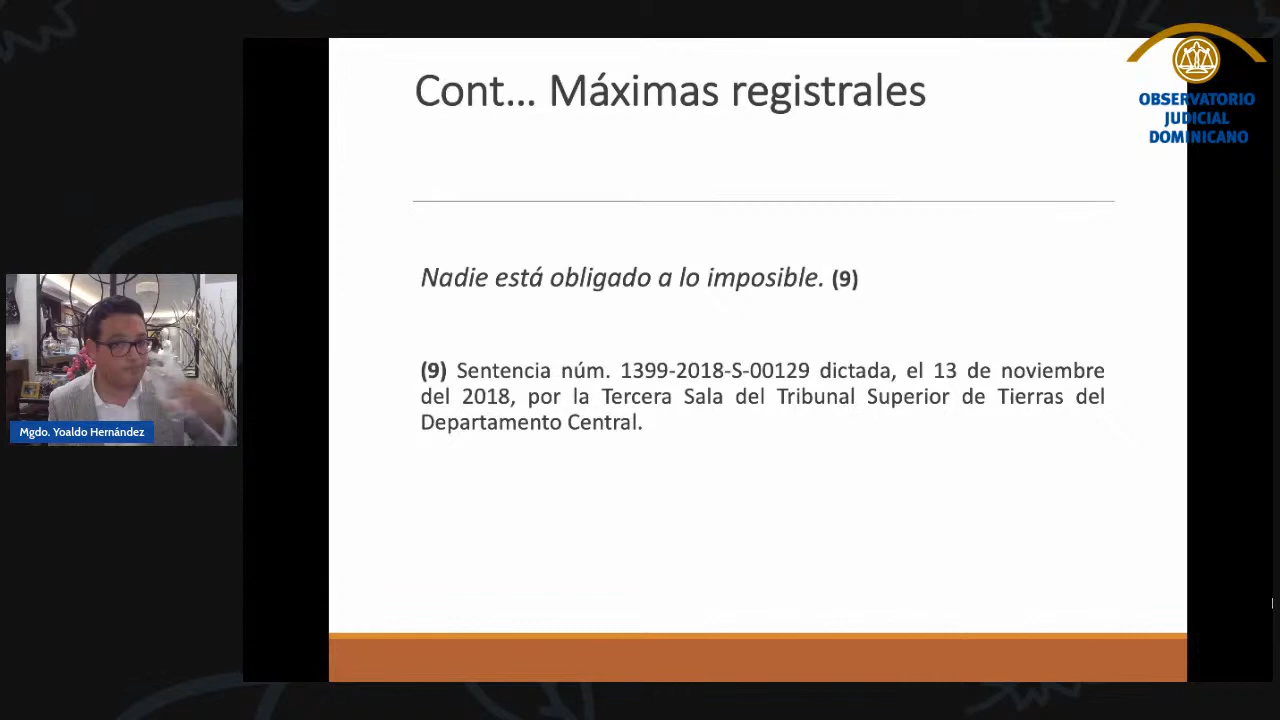 Cont... Máximas registrales
OBSERVATORIO
JUDICIAL
DOMINICANO
Nadie está obligado a lo imposible. (9)
(9) Sentencia núm. 1399-2018-S-00129 dictada, el 13 de noviembre
del 2018, por la Tercera Sala del Tribunal Superior de Tierras del
Departamento Central.
Mgdo. Yoaldo Hernández